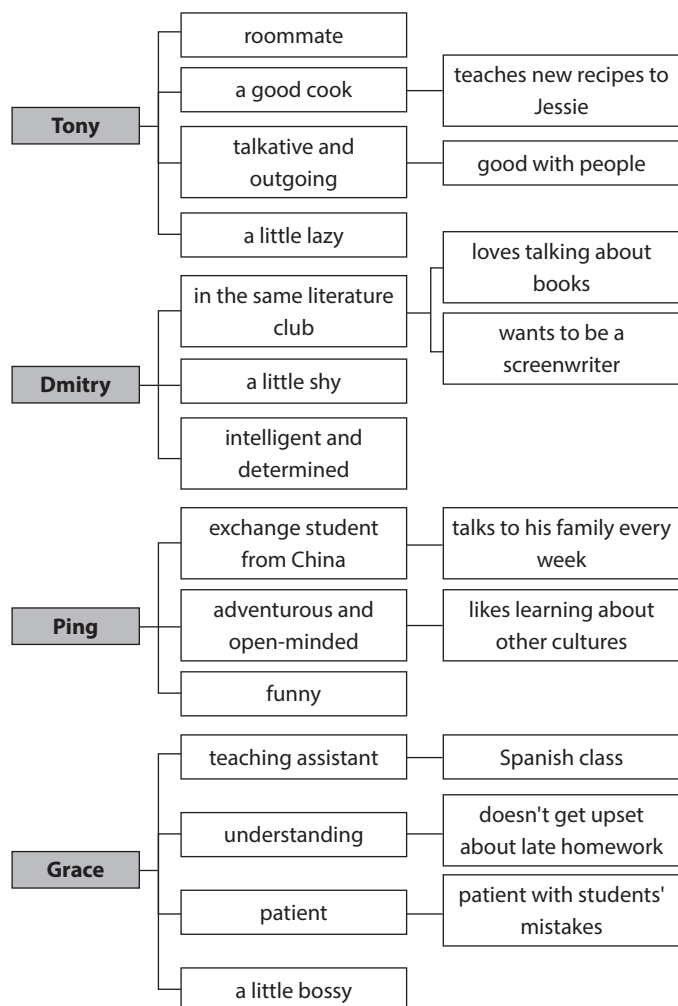 Tony
roommate
a good cook
teaches new recipes to
Jessie
talkative and
outgoing
good with people
a little lazy
Dmitry
in the same literature
club
loves talking about
books
wants to be a
screenwriter
a little shy
intelligent and
determined
Ping
exchange student
from China
talks to his family every
week
adventurous and
open-minded
likes learning about
other cultures
funny
Grace
teaching assistant
Spanish class
understanding
doesn't get upset
about late homework
patient
patient with students'
mistakes
a little bossy